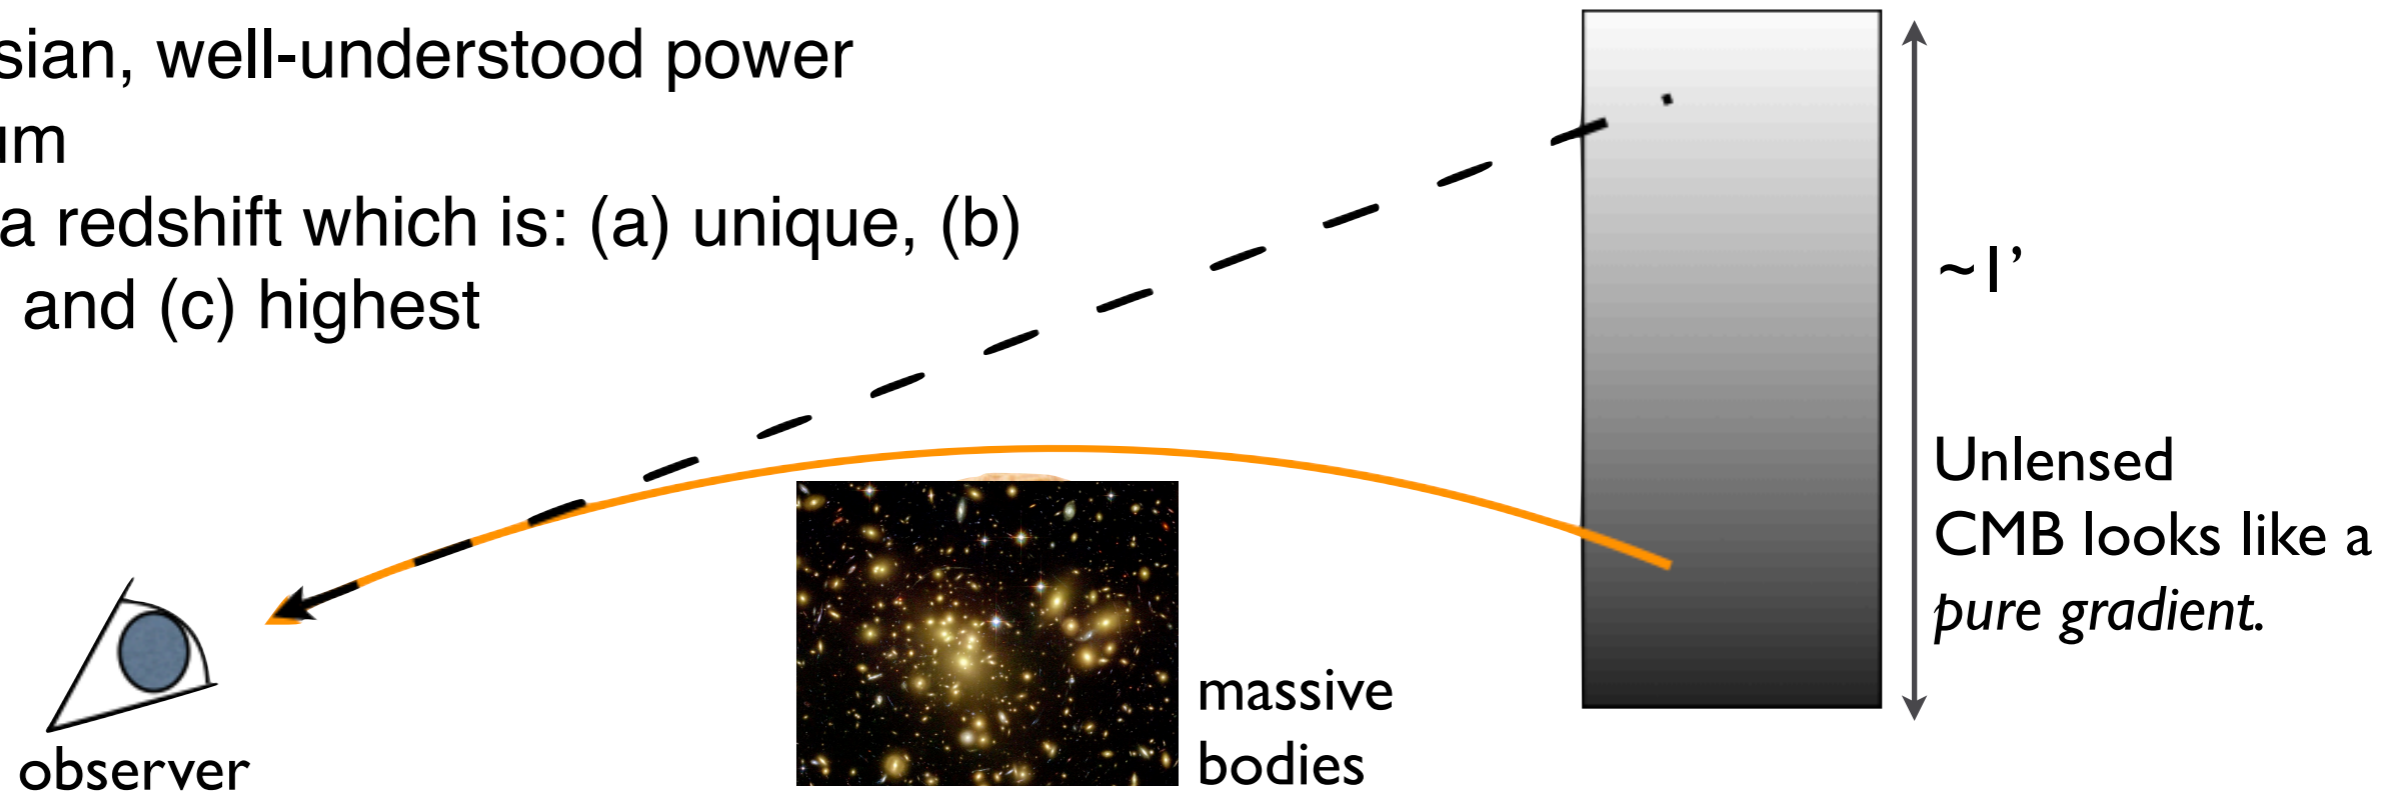 sian, well-understood power
um
a redshift which is: (a) unique, (b)
and (c) highest
~1’
Unlensed
CMB looks like a
pure gradient.
massive
bodies
observer